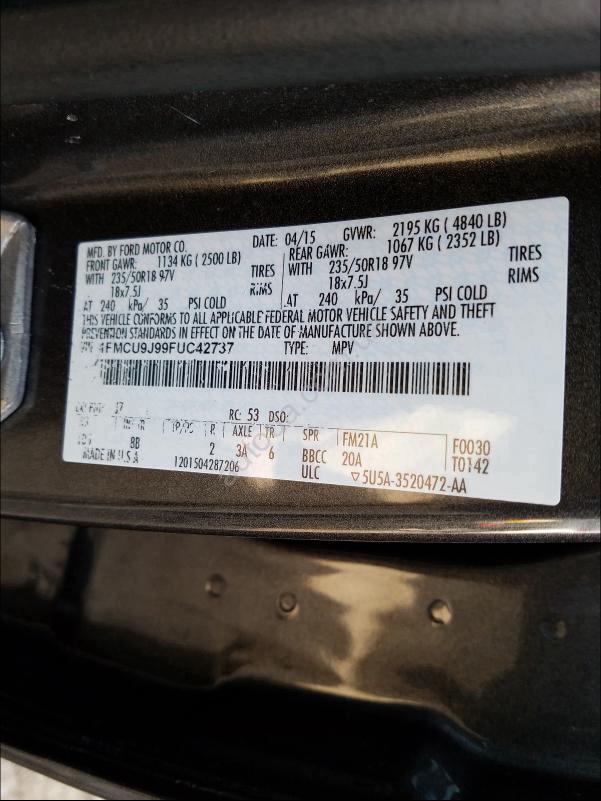 MFD. BY FORD MOTOR CO. DATE: 04/15 GVWR: 2195 KG ( 4840 LB)
FRONT GAWR: 1134 KG ( 2500 LB) REAR GAWR: 1067 KG ( 2352 LB)
WITH 235/50R18 97V TIRES WITH 235/50R18 97V TIRES
18x7.5J RIMS 18x7.5J RIMS
AT 240 kPa/ 35 PSI COLD AT 240 kPa/ 35 PSI COLD
THIS VEHICLE CONFORMS TO ALL APPLICABLE FEDERAL MOTOR VEHICLE SAFETY AND THEFT
PREVENTION STANDARDS IN EFFECT ON THE DATE OF MANUFACTURE SHOWN ABOVE.
1FMCU9J99FUC42737 TYPE: MPV
RC: 53 DSO:
R AXLE TR SPR FM21A F0030
BB 2 3A 6 BBCC 20A T0142
MADE IN U.S.A 1201504287206 ULC ▽5U5A-3520472-AA